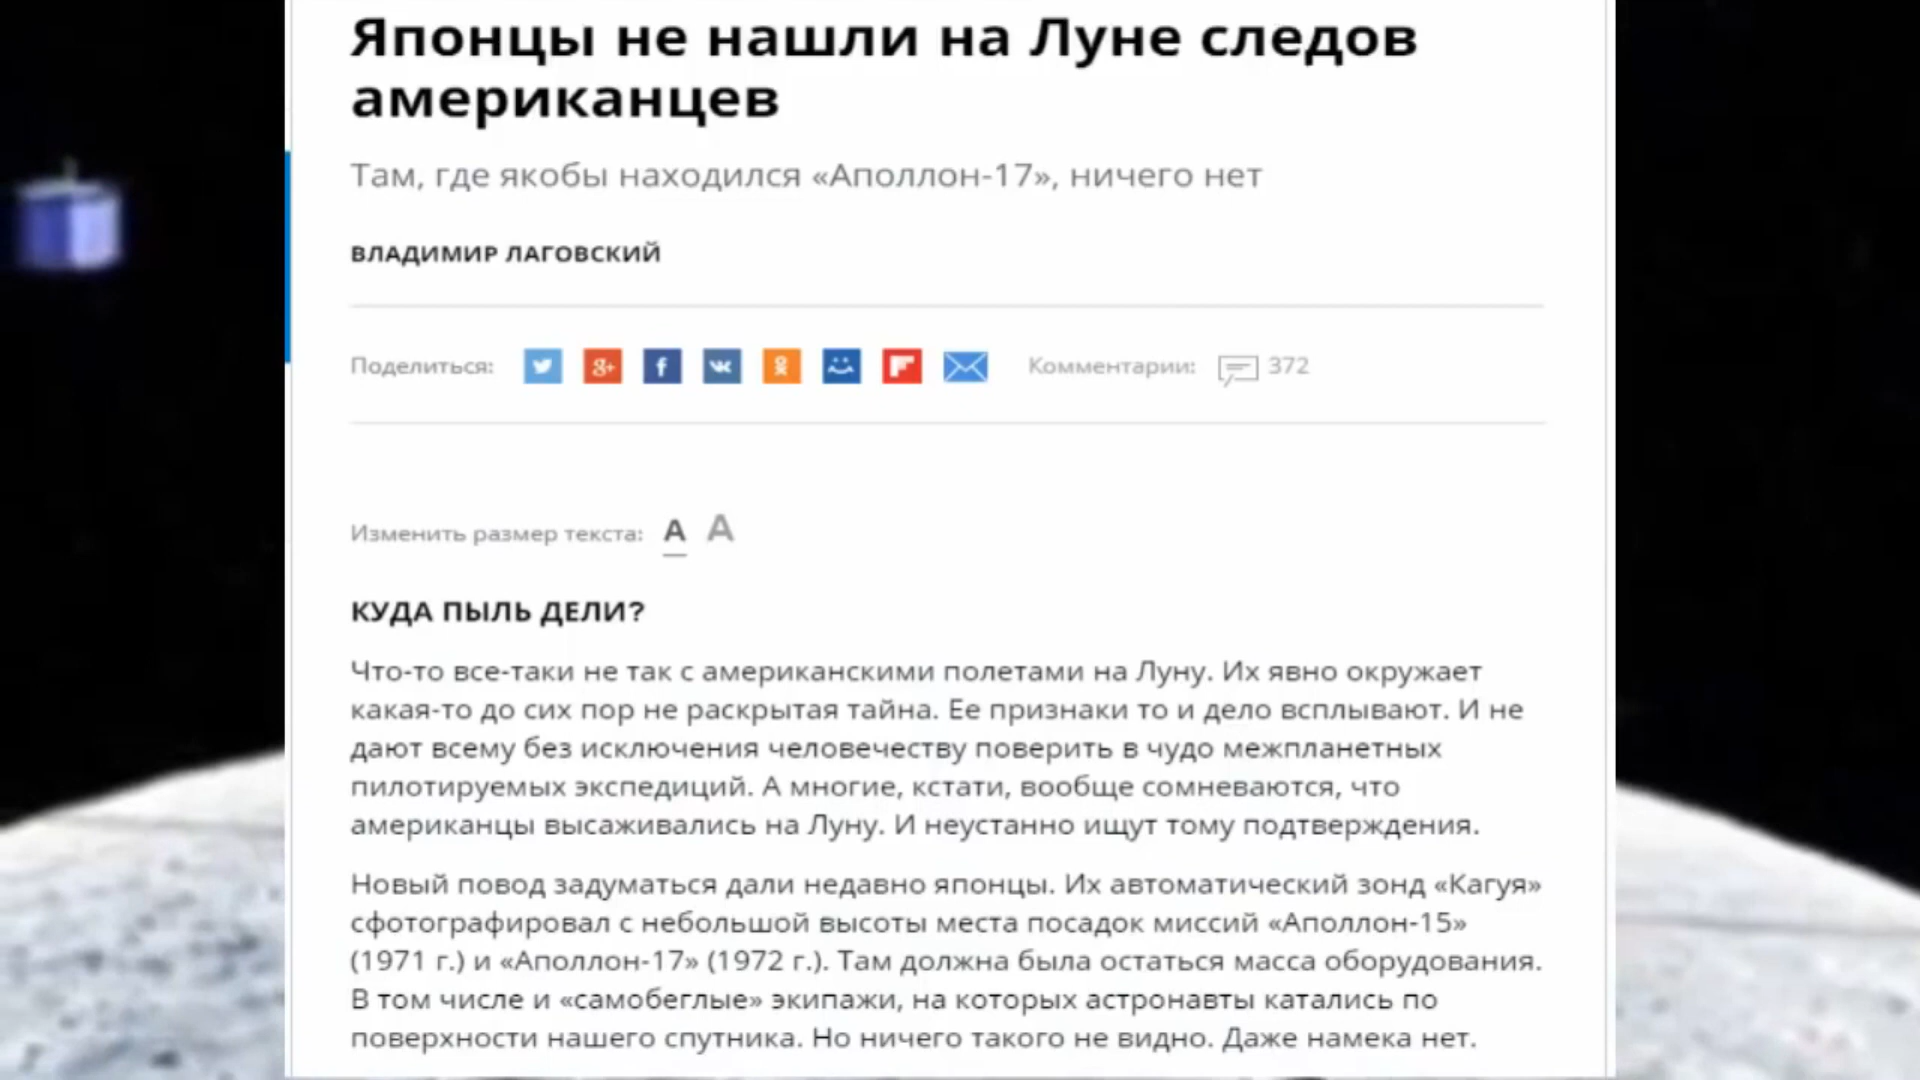 Японцы не нашли на Луне следов
американцев
Там, где якобы находился «Аполлон-17», ничего нет
ВЛАДИМИР ЛАГОВСКИЙ
Поделиться: Комментарии: 372
Изменить размер текста: A A
КУДА ПЫЛЬ ДЕЛИ?
Что-то все-таки не так с американскими полетами на Луну. Их явно окружает
какая-то до сих пор не раскрытая тайна. Ее признаки то и дело всплывают. И не
дают всему без исключения человечеству поверить в чудо межпланетных
пилотируемых экспедиций. А многие, кстати, вообще сомневаются, что
американцы высаживались на Луну. И неустанно ищут тому подтверждения.
Новый повод задуматься дали недавно японцы. Их автоматический зонд «Кагуя»
сфотографировал с небольшой высоты места посадок миссий «Аполлон-15»
(1971 г.) и «Аполлон-17» (1972 г.). Там должна была остаться масса оборудования.
В том числе и «самобеглые» экипажи, на которых астронавты катались по
поверхности нашего спутника. Но ничего такого не видно. Даже намека нет.